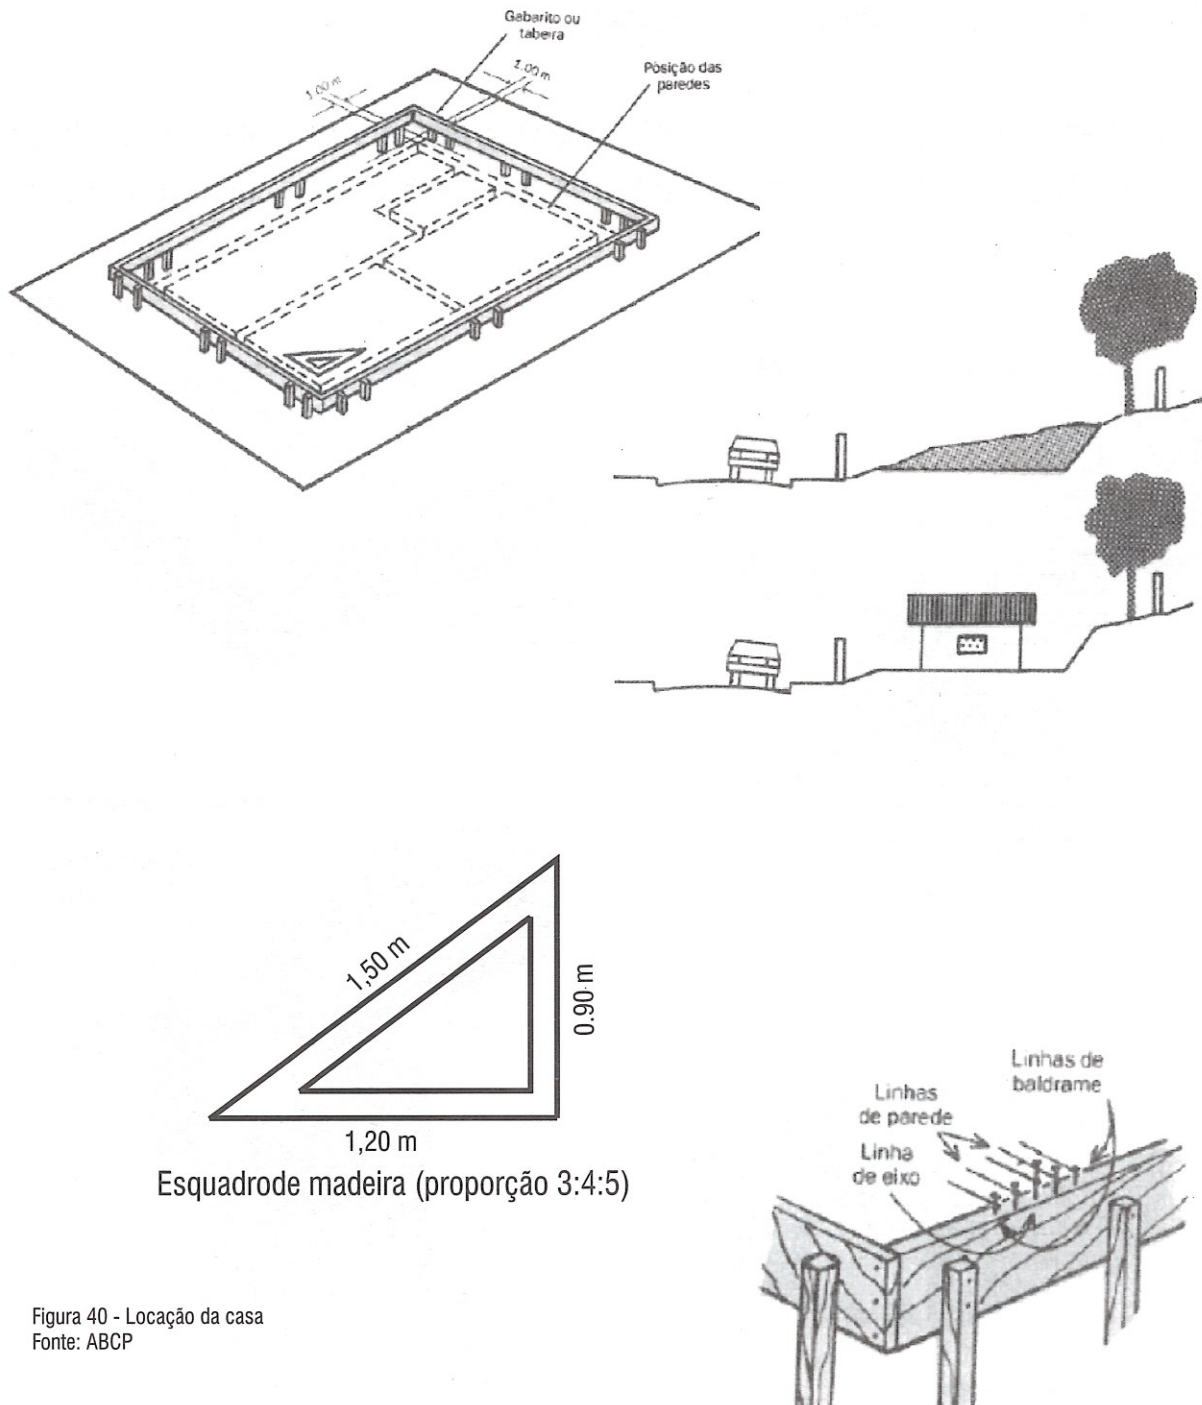 Gabarito ou
tabeira
1.00 m
1.00 m
Posição das
paredes
1,50 m
0.90 m
1,20 m
Esquadrode madeira (proporção 3:4:5)
Linhas de
baldrame
Linhas
de parede
Linha
de eixo
Figura 40 - Locação da casa
Fonte: ABCP